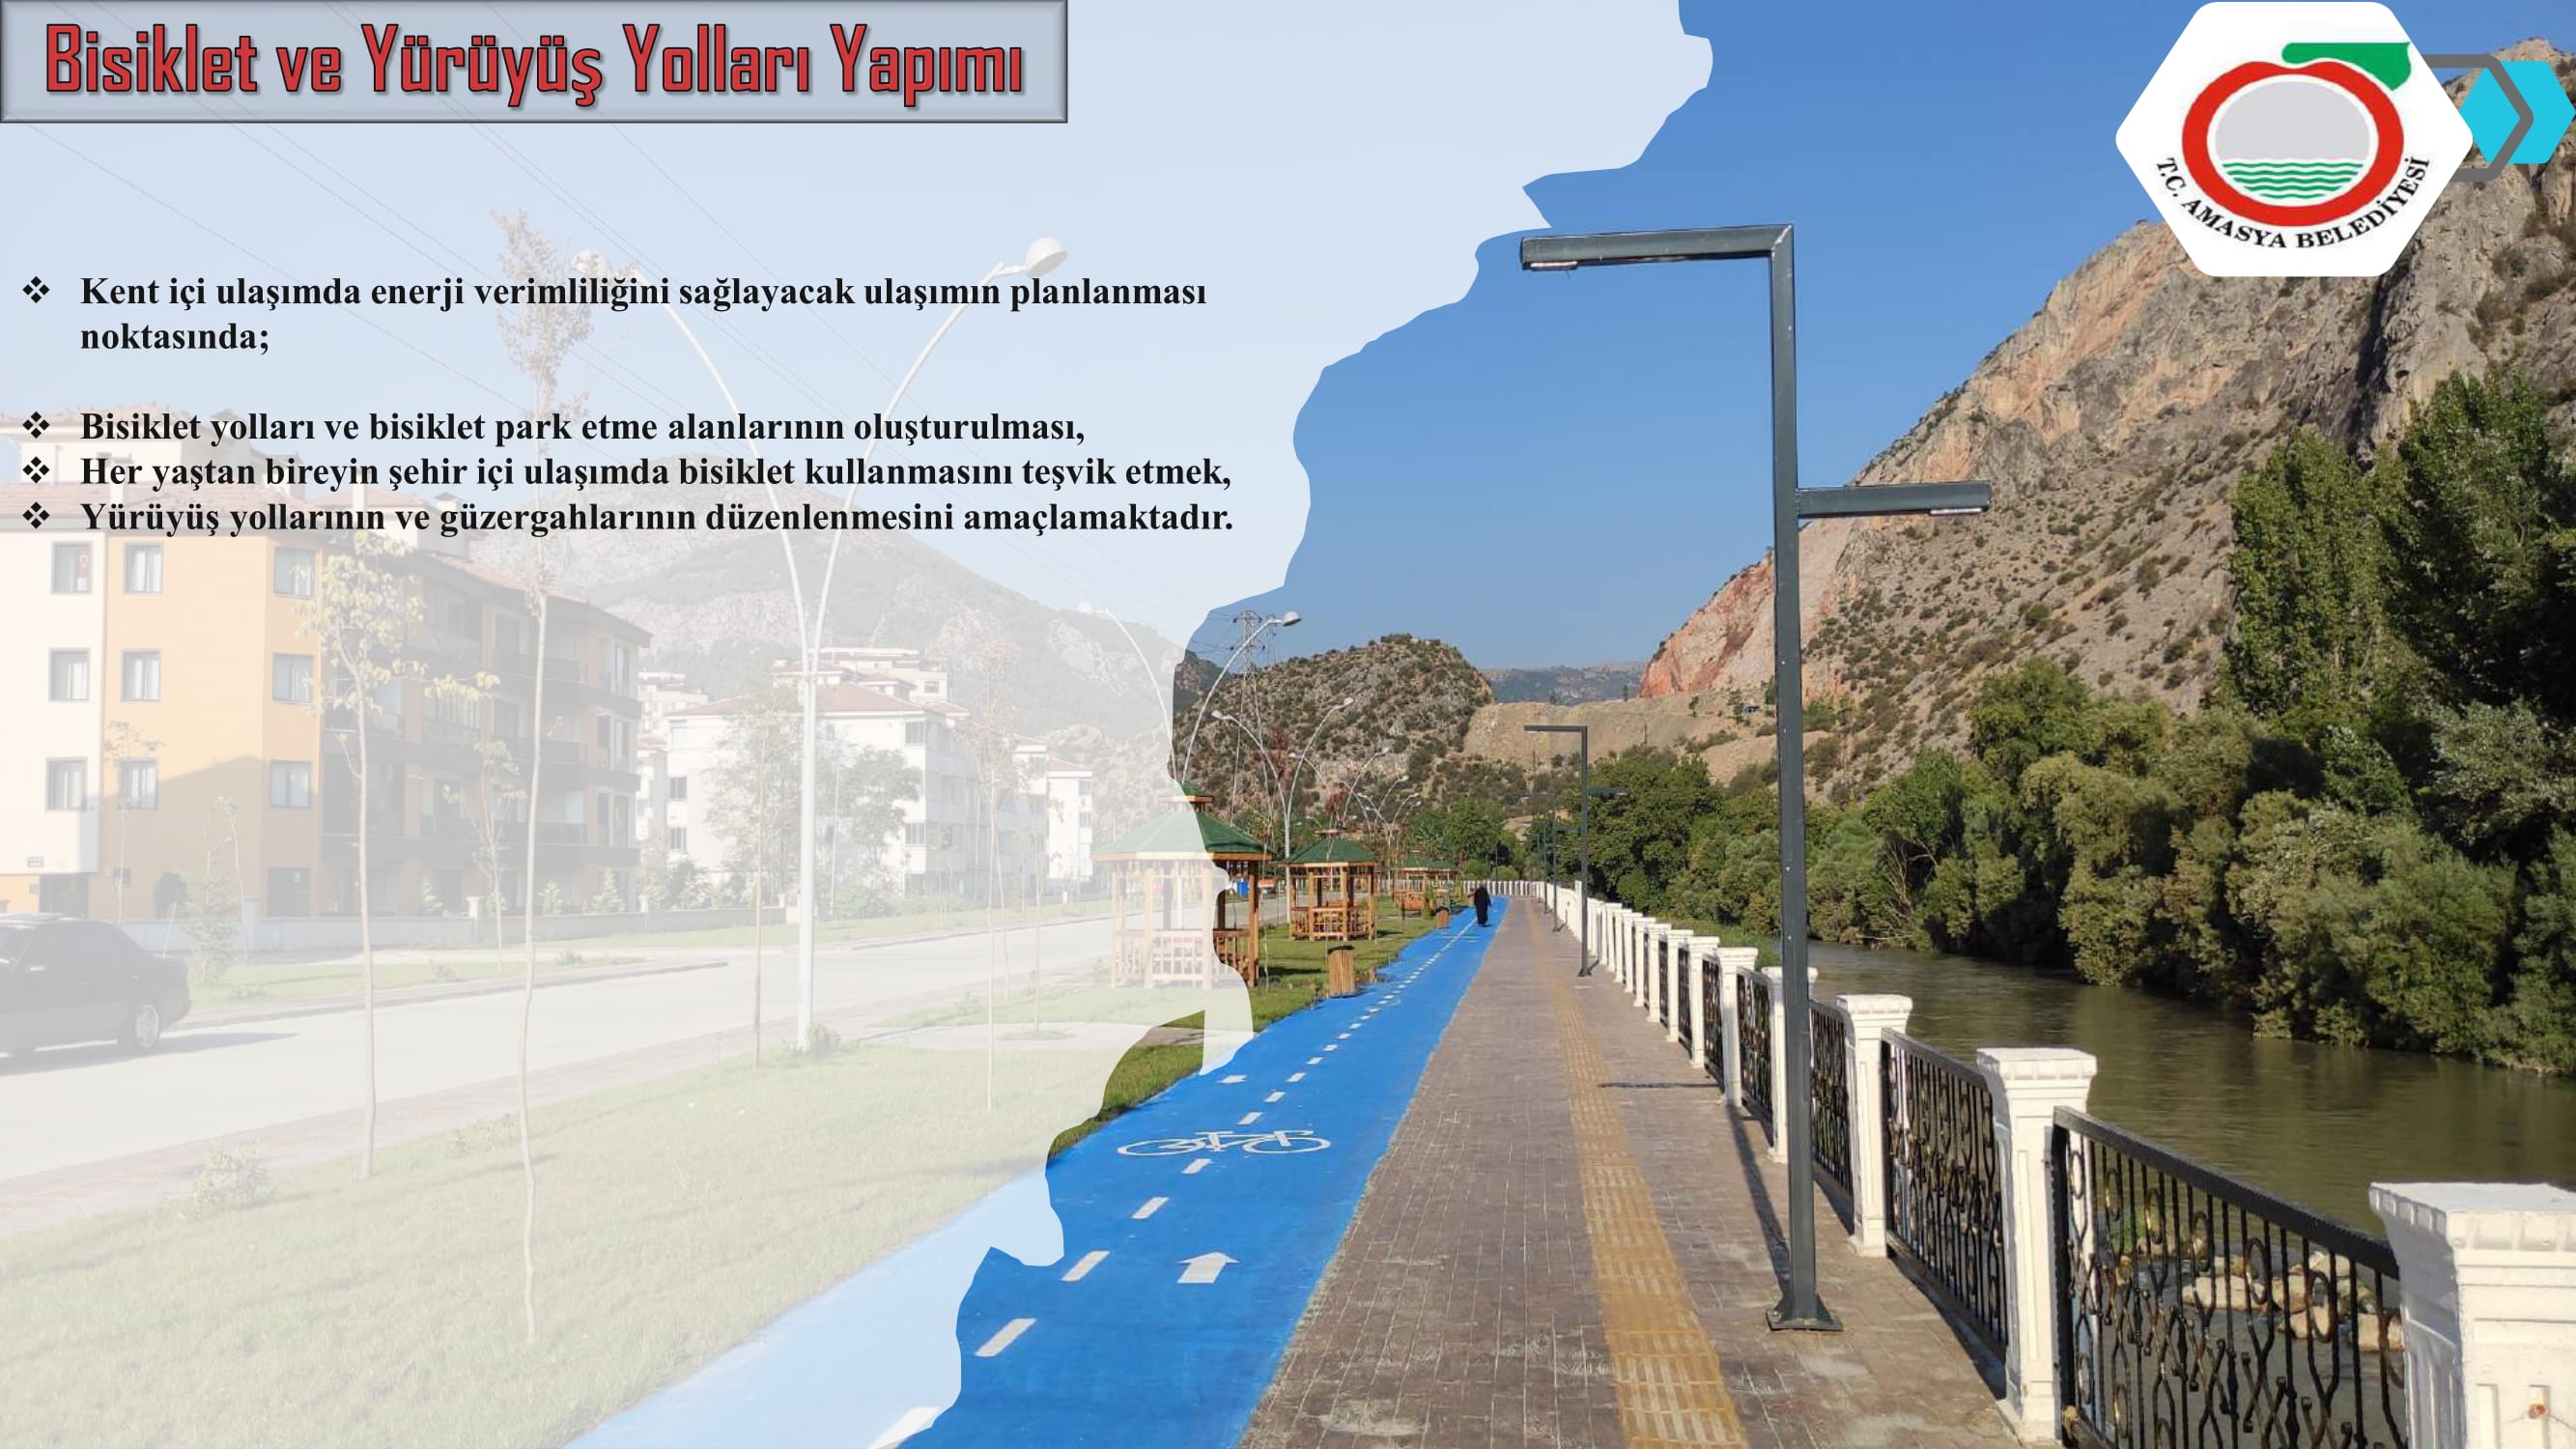 Bisiklet ve Yürüyüş Yolları Yapımı
T.C. AMASYA BELEDİYESİ
❖ Kent içi ulaşımda enerji verimliliğini sağlayacak ulaşımın planlanması
noktasında;
❖ Bisiklet yolları ve bisiklet park etme alanlarının oluşturulması,
❖ Her yaştan bireyin şehir içi ulaşımda bisiklet kullanmasını teşvik etmek,
❖ Yürüyüş yollarının ve güzergahlarının düzenlenmesini amaçlamaktadır.